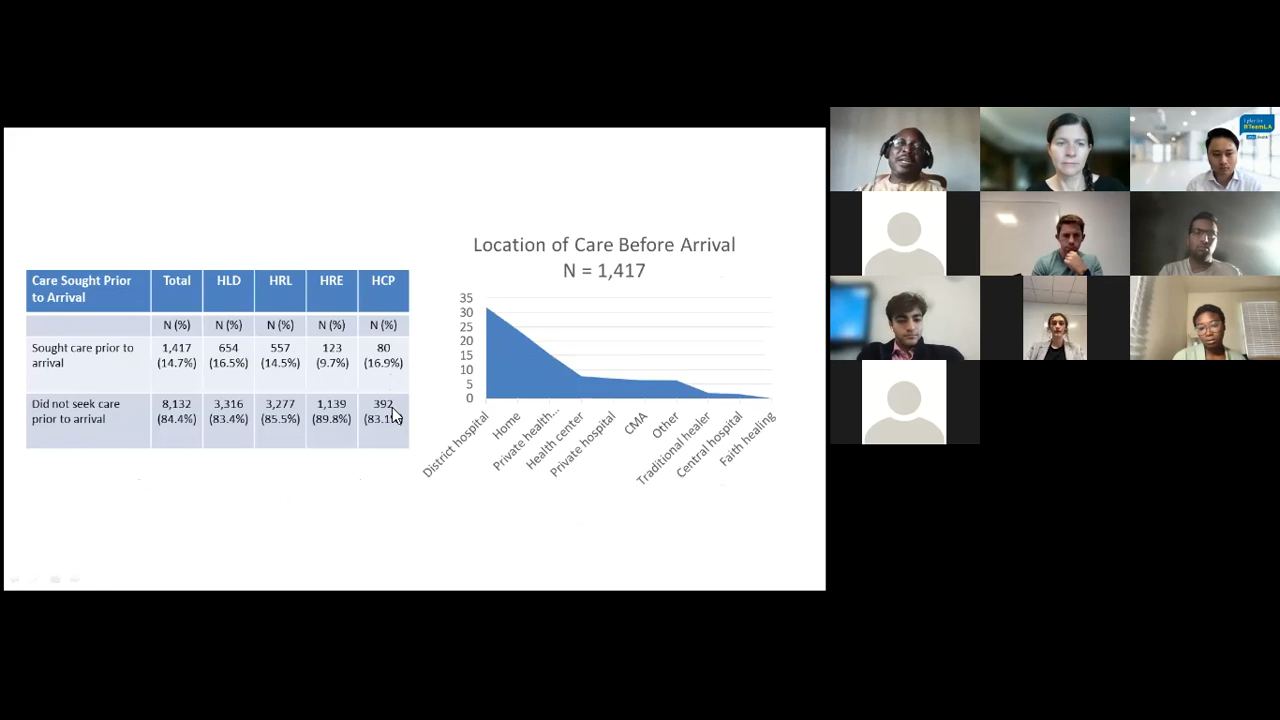 Care Sought Prior to Arrival Total HLD HRL HRE HCP
N (%) N (%) N (%) N (%) N (%)
Sought care prior to arrival 1,417 (14.7%) 654 (16.5%) 557 (14.5%) 123 (9.7%) 80 (16.9%)
Did not seek care prior to arrival 8,132 (84.4%) 3,316 (83.4%) 3,277 (85.5%) 1,139 (89.8%) 392 (83.1%)
Location of Care Before Arrival
N = 1,417
35
30
25
20
15
10
5
0
District hospital
Home
Private health...
Health center
Private hospital
CMA
Other
Traditional healer
Central hospital
Faith healing
#TeamLA